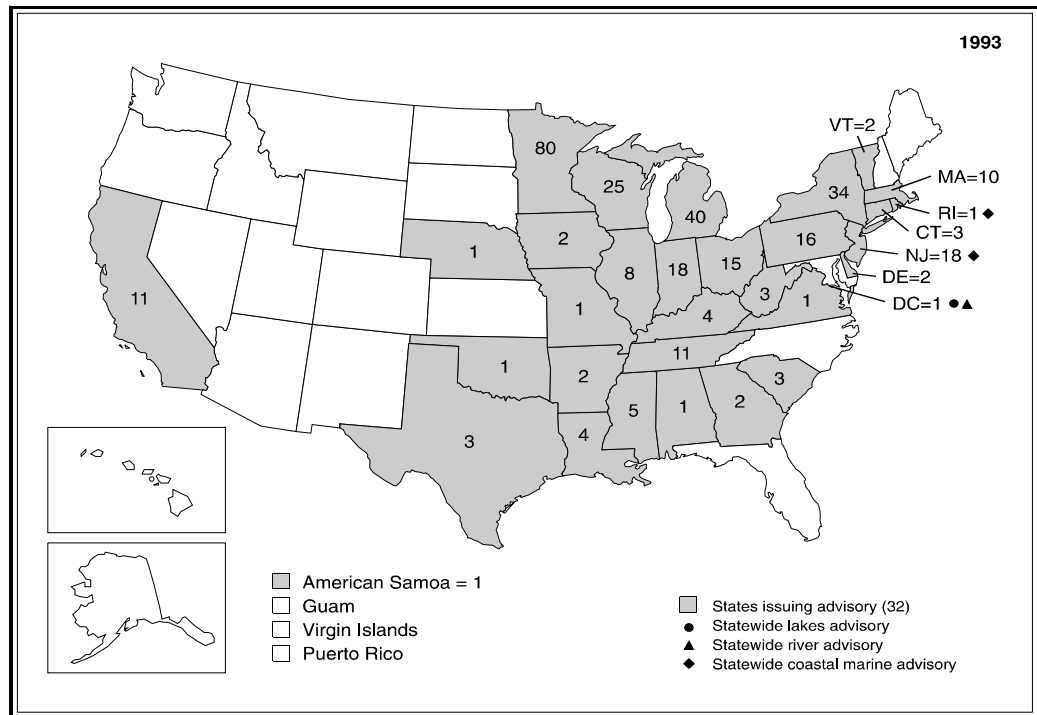 1993
VT=2
80
MA=10
25
34
40
RI=1 ◆
CT=3
16
2
1
NJ=18 ◆
15
8
18
DE=2
11
3
1
DC=1 ●▲
1
4
11
1
2
3
5
1
2
3
4
American Samoa = 1
Guam
Virgin Islands
Puerto Rico
States issuing advisory (32)
Statewide lakes advisory
Statewide river advisory
Statewide coastal marine advisory